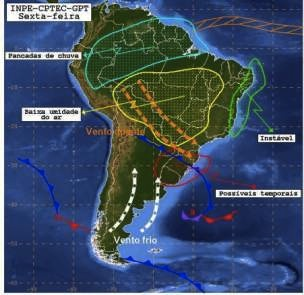 INPE-CPTEC-GPT
Sexta-feira
Pancadas de chuva
Baixa umidade
do ar
Vento quente
Instável
Possíveis temporais
Vento frio